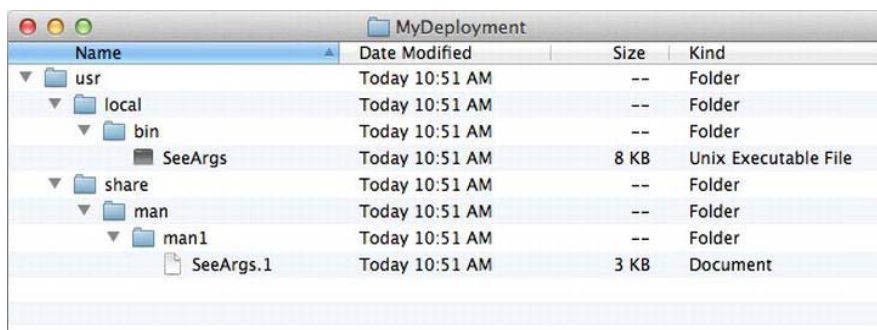 MyDeployment
Name Date Modified Size Kind
usr Today 10:51 AM -- Folder
local Today 10:51 AM -- Folder
bin Today 10:51 AM -- Folder
SeeArgs Today 10:51 AM 8 KB Unix Executable File
share Today 10:51 AM -- Folder
man Today 10:51 AM -- Folder
man1 Today 10:51 AM -- Folder
SeeArgs.1 Today 10:51 AM 3 KB Document